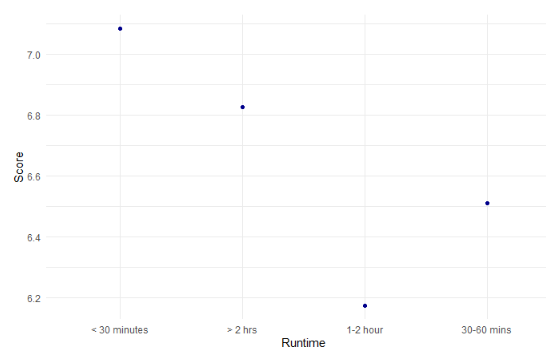 7.0
6.8
6.6
6.4
6.2
Score
< 30 minutes
> 2 hrs
1-2 hour
30-60 mins
Runtime